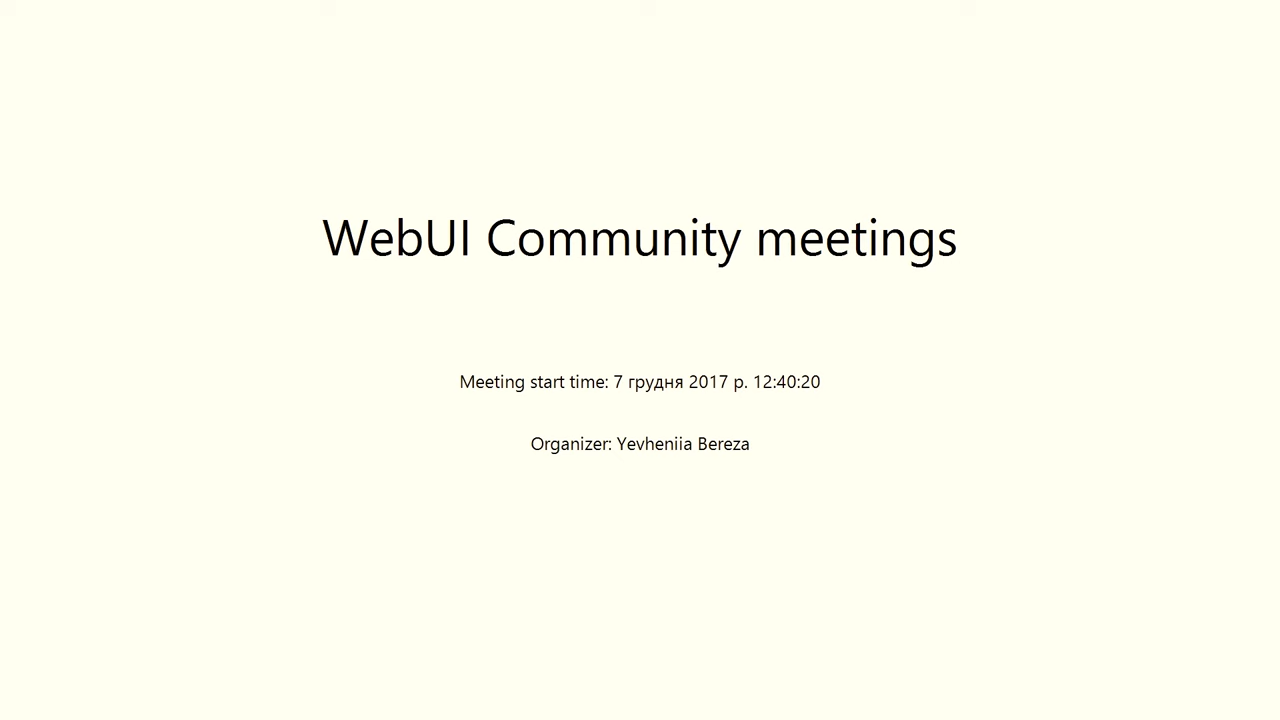 WebUI Community meetings
Meeting start time: 7 грудня 2017 р. 12:40:20
Organizer: Yevheniia Bereza